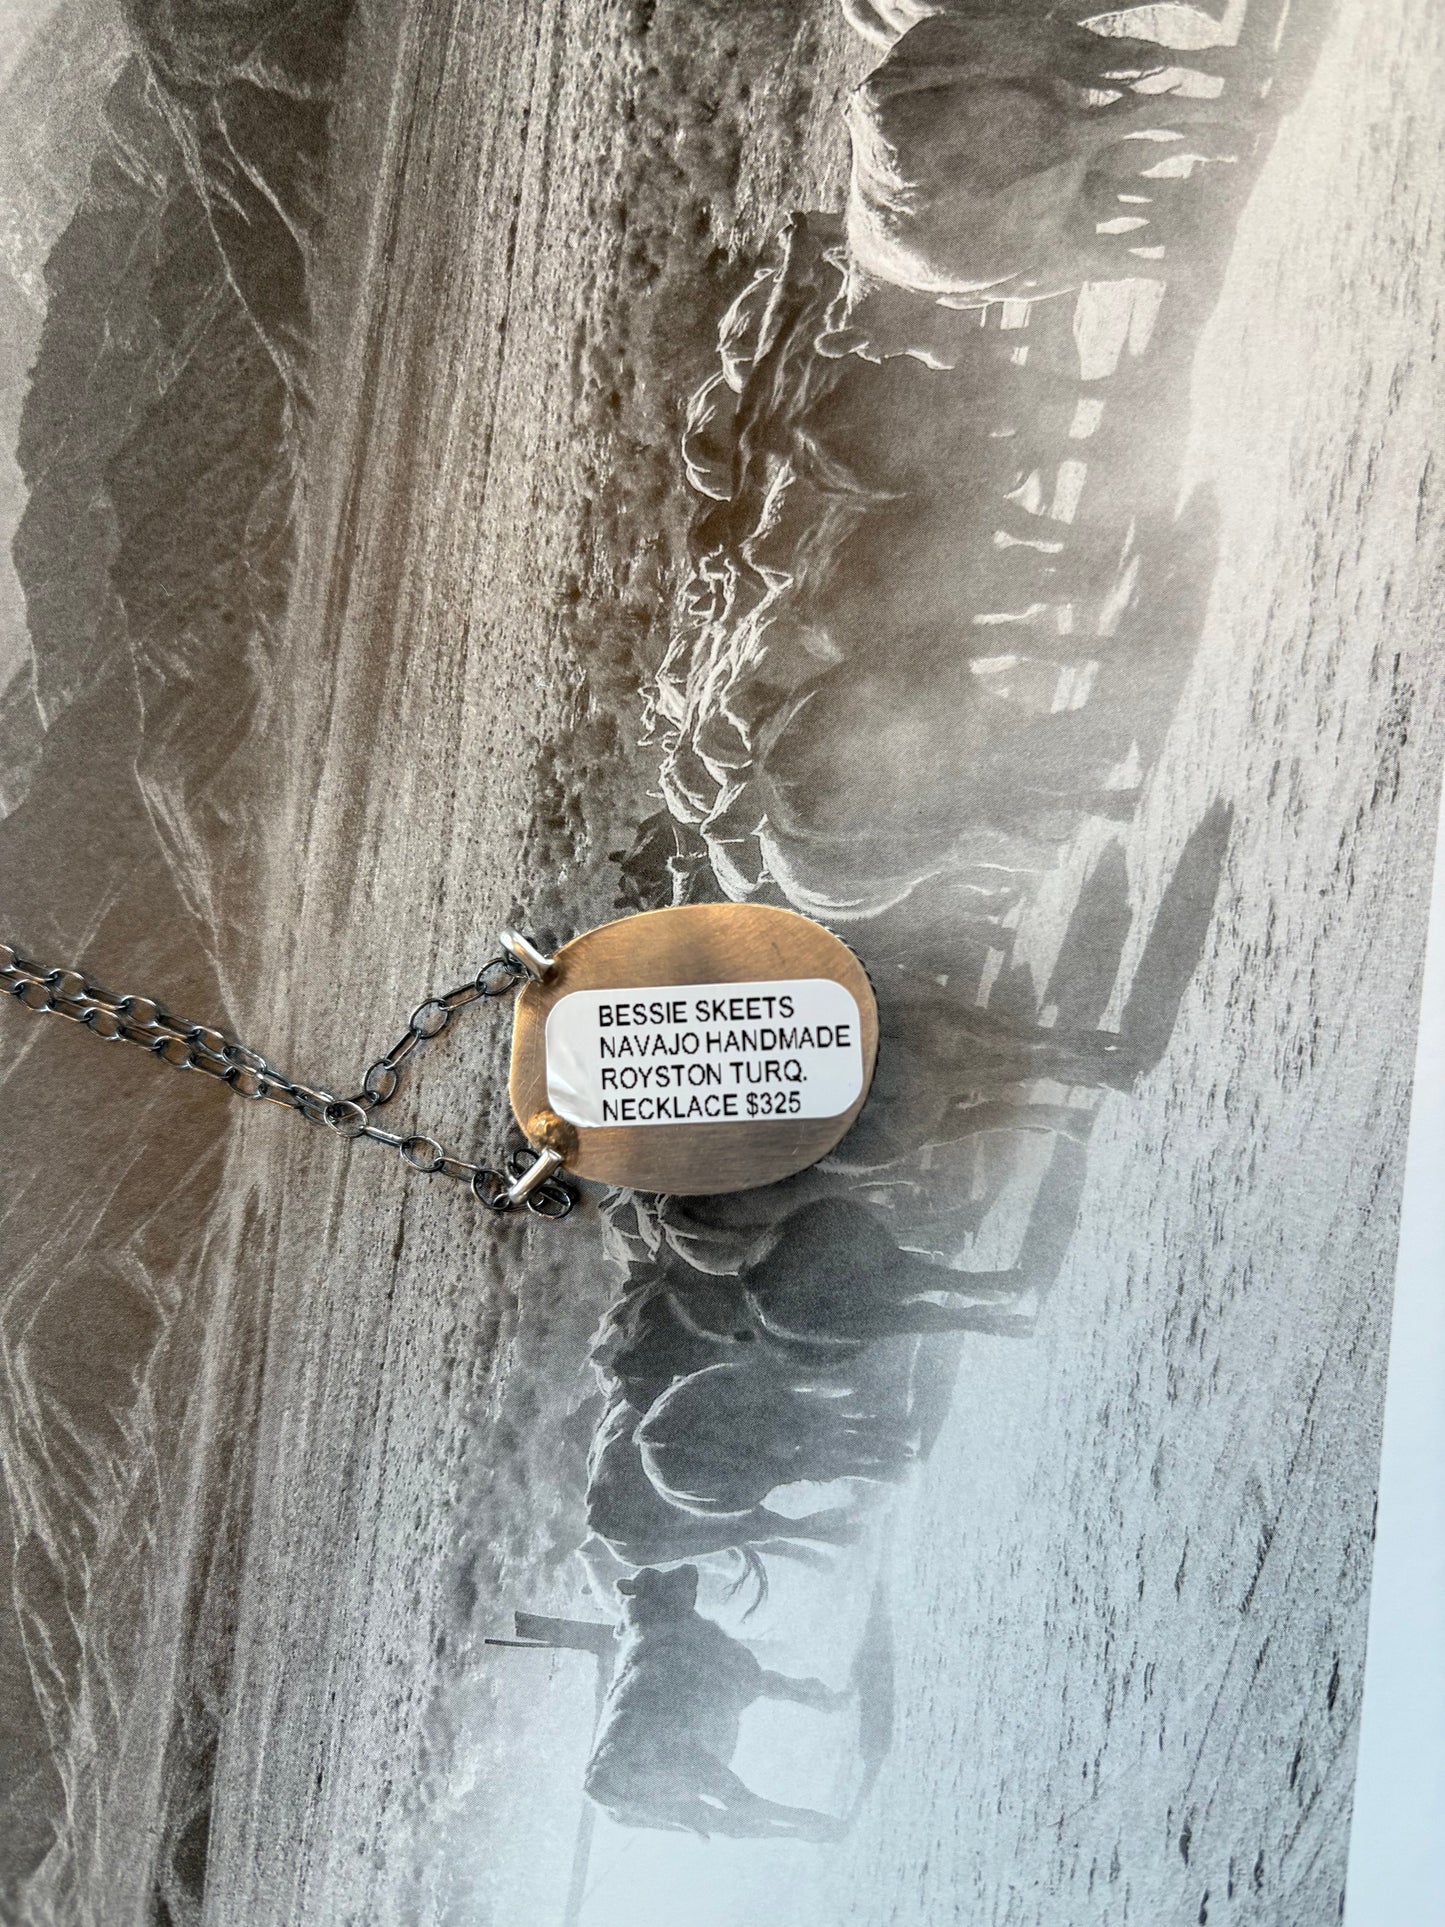 BESSIE SKEETS
NAVAJO HANDMADE
ROYSTON TURQ.
NECKLACE $325